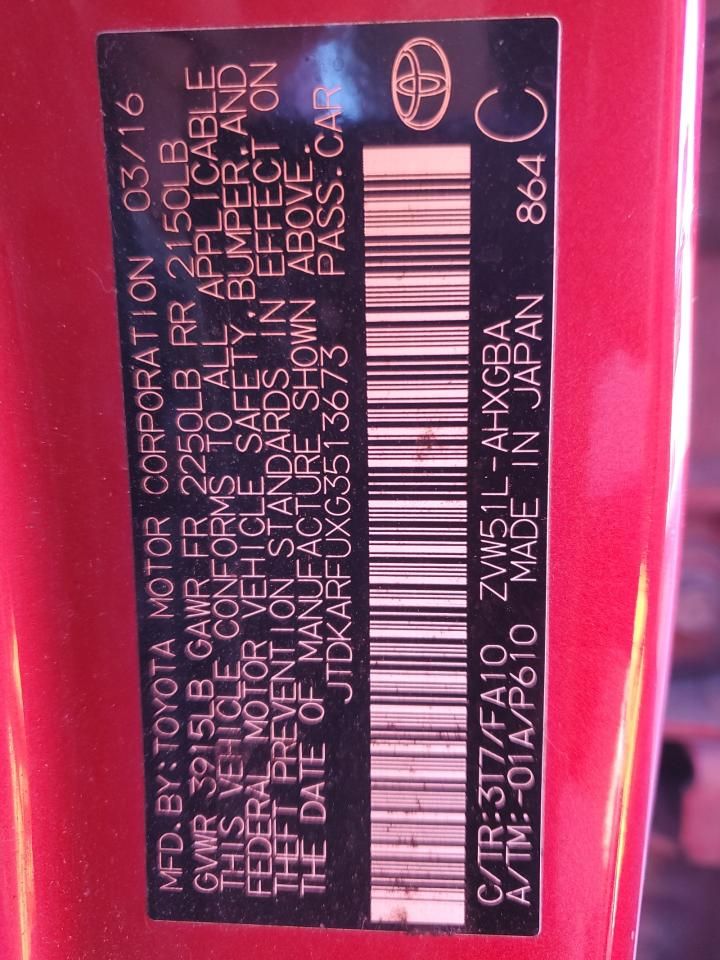 MFD. BY: TOYOTA MOTOR CORPORATION 03/16
GVWR 3915LB GAWR FR 2250LB RR 2150LB
THIS VEHICLE CONFORMS TO ALL APPLICABLE
FEDERAL MOTOR VEHICLE SAFETY, BUMPER, AND
THEFT PREVENTION STANDARDS IN EFFECT ON
THE DATE OF MANUFACTURE SHOWN ABOVE.
JTDKARFUXG3513673 PASS. CAR
C/TR: 3T7/FA10 ZVW51L-AHXGBA 864
A/TM: -01A/P610 MADE IN JAPAN C